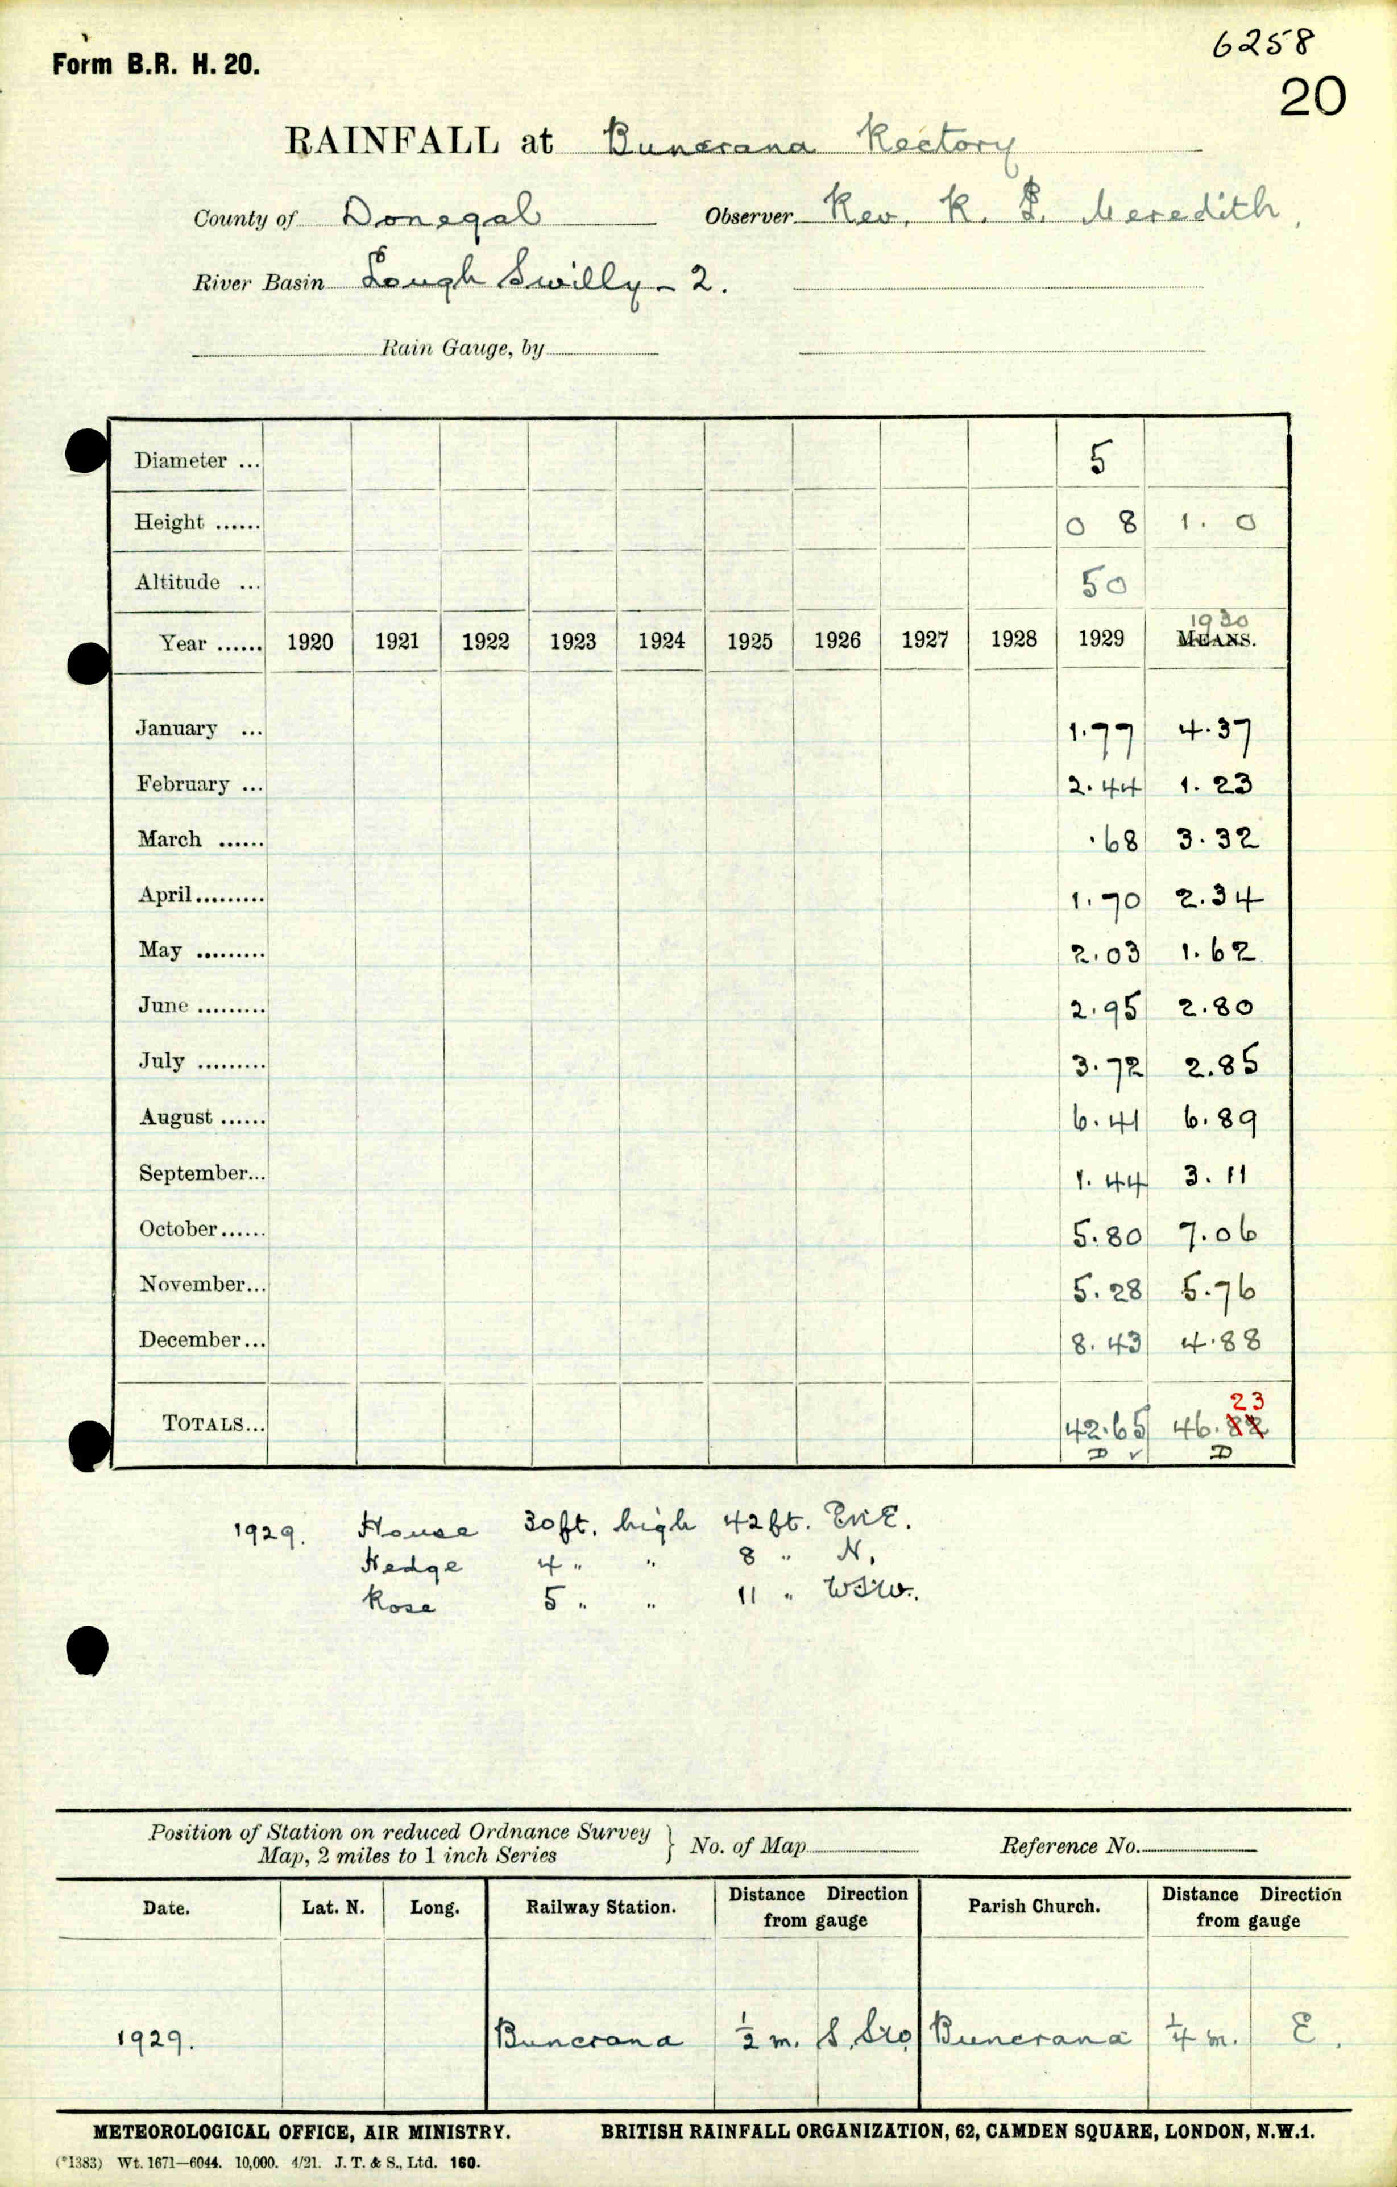 6258
Form B.R. H. 20.
20
RAINFALL at Buncrana Rectory
County of Donegal Observer Rev. R. Meredith.
River Basin Lough Swilly - 2.
Rain Gauge, by
Diameter ... 5
Height ...... 0 8 1. 0
Altitude ... 50
1930
Year ...... 1920 1921 1922 1923 1924 1925 1926 1927 1928 1929 MEANS.
January ... 1.77 4.37
February ... 2.44 1.23
March ...... .68 3.32
April......... 1.70 2.34
May ......... 2.03 1.62
June ......... 2.95 2.80
July ......... 3.72 2.85
August ...... 6.41 6.89
September... 1.44 3.11
October...... 5.80 7.06
November... 5.28 5.76
December... 8.43 4.88
23
TOTALS... 42.65 46.82
D ✓ D
1929. House 30ft. high 42ft. ENE.
Hedge 4 " " 8 " N.
Rose 5 " " 11 " WSW.
Position of Station on reduced Ordnance Survey
Map, 2 miles to 1 inch Series } No. of Map Reference No.
Date. Lat. N. Long. Railway Station. Distance Direction from gauge Parish Church. Distance Direction from gauge
1929. Buncrana ½ m. Buncrana ¼ m. E.
METEOROLOGICAL OFFICE, AIR MINISTRY. BRITISH RAINFALL ORGANIZATION, 62, CAMDEN SQUARE, LONDON, N.W.1.
(*1383) Wt. 1671—6044. 10,000. 4/21. J. T. & S., Ltd. 160.